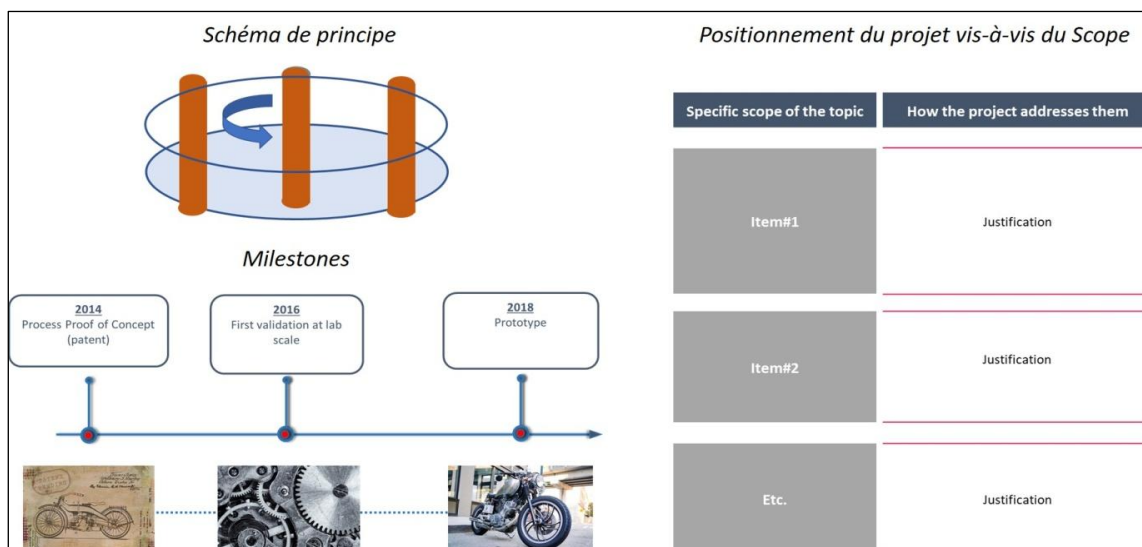 Schéma de principe
Milestones
2014
Process Proof of Concept
(patent)
2016
First validation at lab
scale
2018
Prototype
Positionnement du projet vis-à-vis du Scope
Specific scope of the topic
How the project addresses them
Item#1
Justification
Item#2
Justification
Etc.
Justification